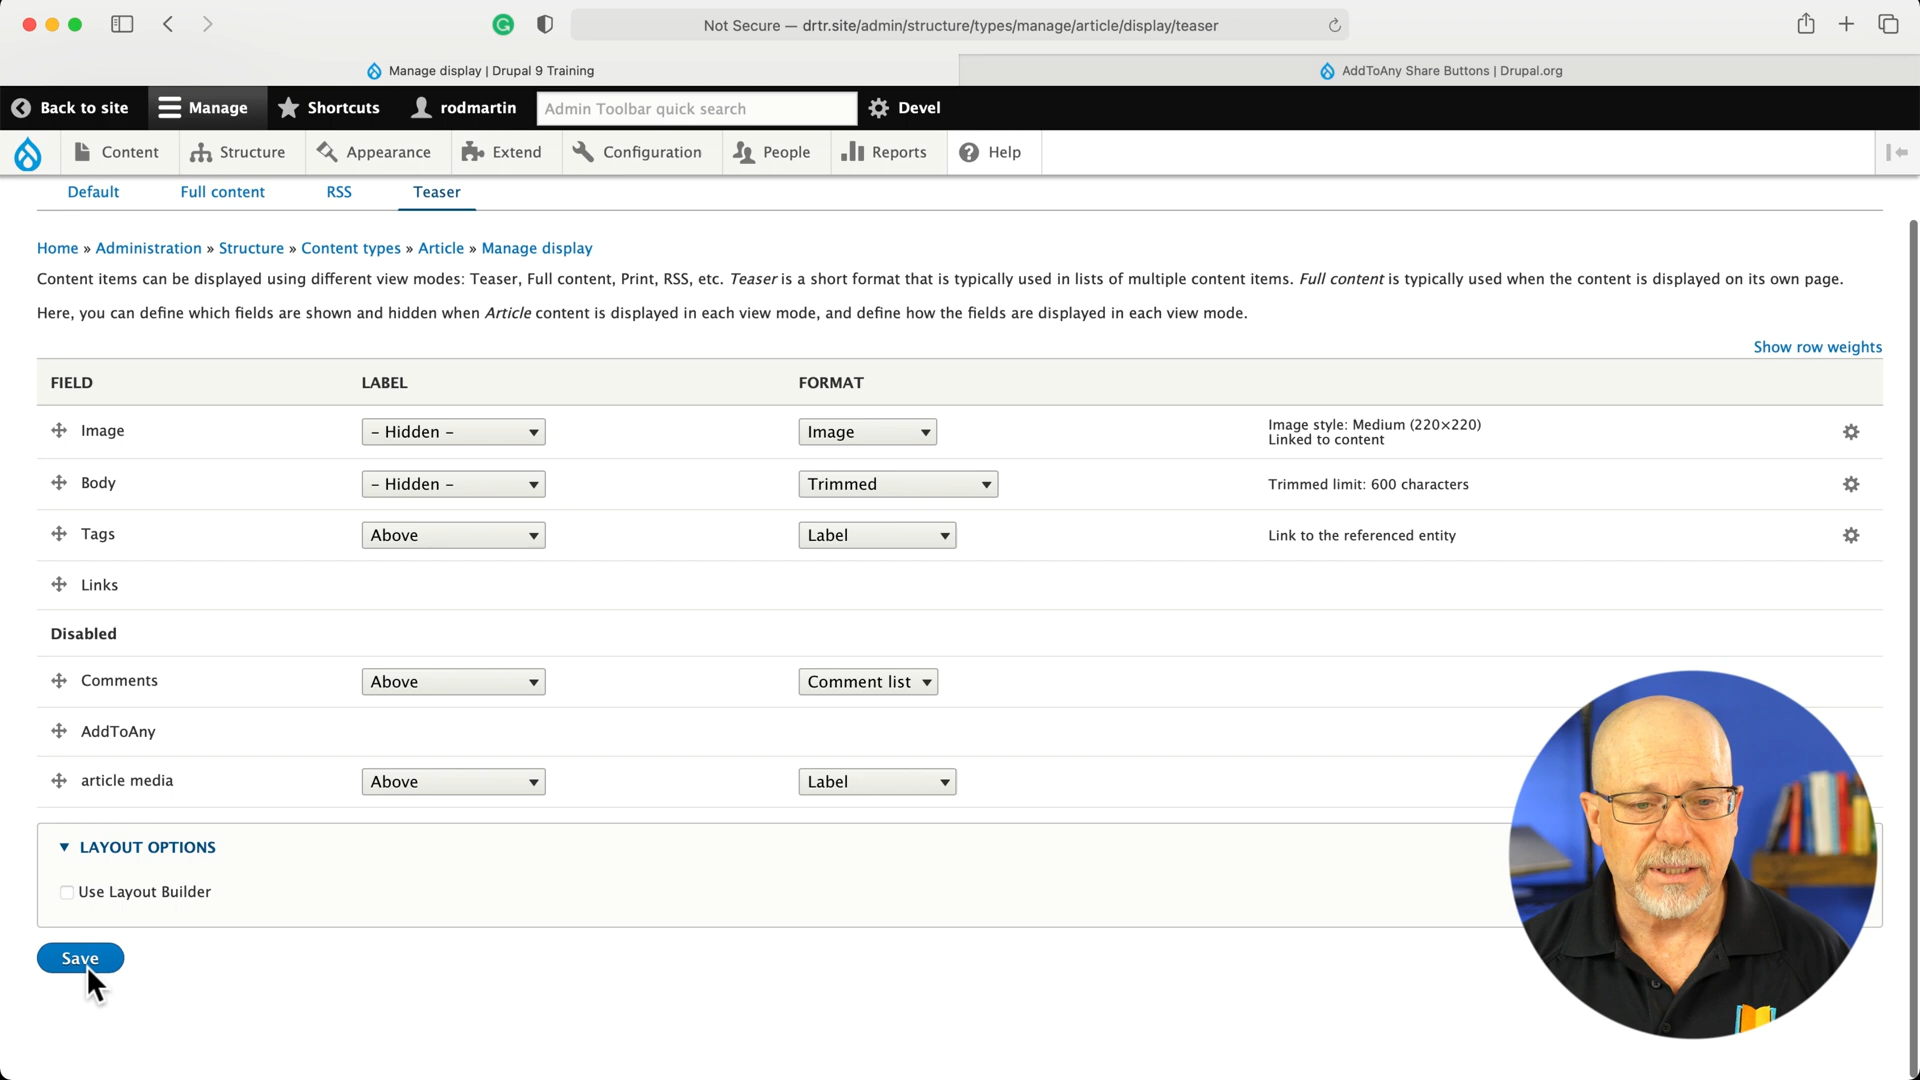 Not Secure — drtr.site/admin/structure/types/manage/article/display/teaser
Manage display | Drupal 9 Training
AddToAny Share Buttons | Drupal.org
Back to site Manage Shortcuts rodmartin Admin Toolbar quick search Devel
Content Structure Appearance Extend Configuration People Reports Help
Default Full content RSS Teaser
Home » Administration » Structure » Content types » Article » Manage display
Content items can be displayed using different view modes: Teaser, Full content, Print, RSS, etc. Teaser is a short format that is typically used in lists of multiple content items. Full content is typically used when the content is displayed on its own page.
Here, you can define which fields are shown and hidden when Article content is displayed in each view mode, and define how the fields are displayed in each view mode.
Show row weights
FIELD LABEL FORMAT
Image - Hidden - Image Image style: Medium (220×220)
Linked to content
Body - Hidden - Trimmed Trimmed limit: 600 characters
Tags Above Label Link to the referenced entity
Links
Disabled
Comments Above Comment list
AddToAny
article media Above Label
LAYOUT OPTIONS
Use Layout Builder
Save